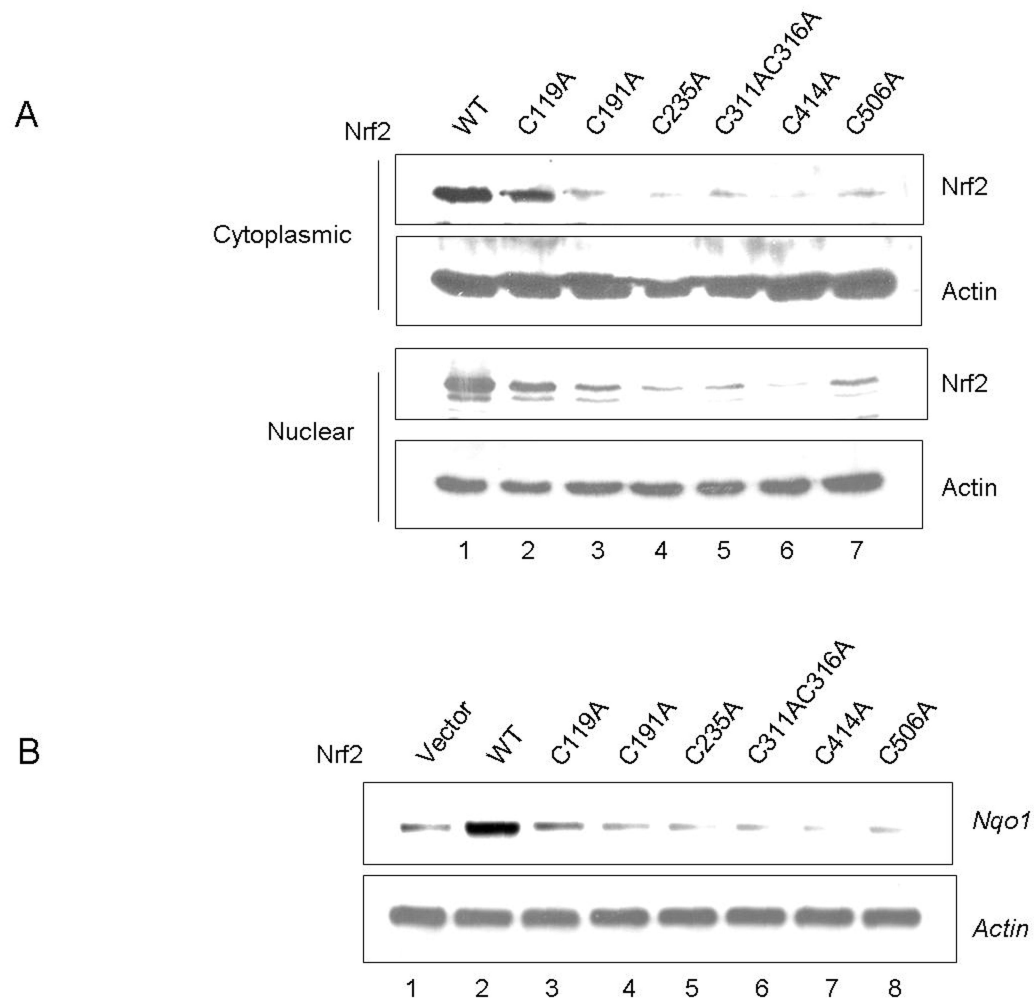 A
Nrf2 WT C119A C191A C235A C311AC316A C414A C506A
Cytoplasmic
Nrf2
Actin
Nuclear
Nrf2
Actin
1 2 3 4 5 6 7
B
Nrf2 Vector WT C119A C191A C235A C311AC316A C414A C506A
Nqo1
Actin
1 2 3 4 5 6 7 8